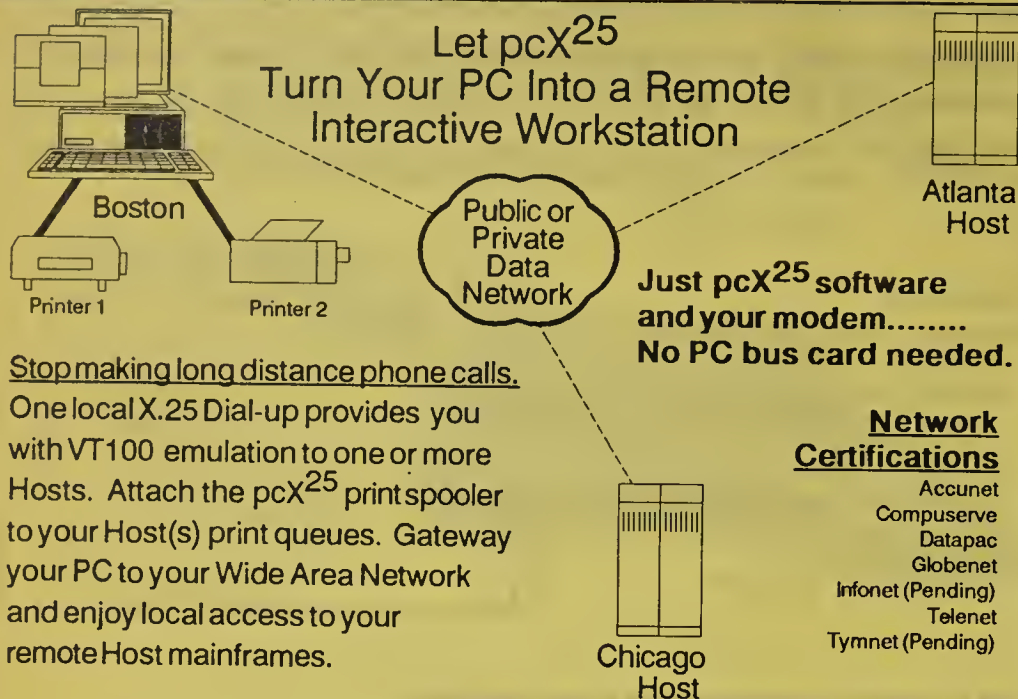 Let pcX25
Turn Your PC Into a Remote
Interactive Workstation
Boston
Printer 1
Printer 2
Public or
Private
Data
Network
Atlanta
Host
Just pcX25 software
and your modem........
No PC bus card needed.
Stop making long distance phone calls.
One local X.25 Dial-up provides you
with VT100 emulation to one or more
Hosts. Attach the pcX25 print spooler
to your Host(s) print queues. Gateway
your PC to your Wide Area Network
and enjoy local access to your
remote Host mainframes.
Chicago
Host
Network
Certifications
Accunet
Compuserve
Datapac
Globenet
Infonet (Pending)
Telenet
Tymnet (Pending)